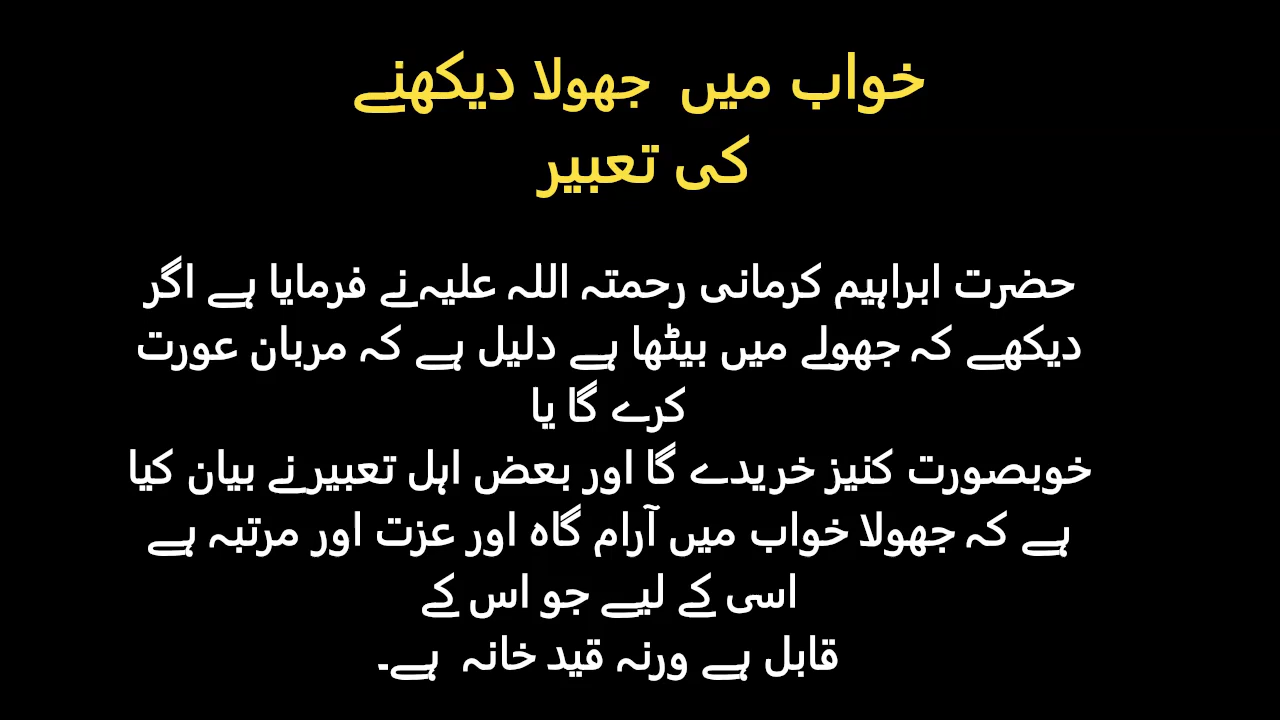 خواب میں جھولا دیکھنے
کی تعبیر
حضرت ابراہیم کرمانی رحمتہ اللہ علیہ نے فرمایا ہے اگر
دیکھے کہ جھولے میں بیٹھا ہے دلیل ہے کہ مربان عورت
کرے گا یا
خوبصورت کنیز خریدے گا اور بعض اہل تعبیر نے بیان کیا
ہے کہ جھولا خواب میں آرام گاہ اور عزت اور مرتبہ ہے
اسی کے لیے جو اس کے
قابل ہے ورنہ قید خانہ ہے۔